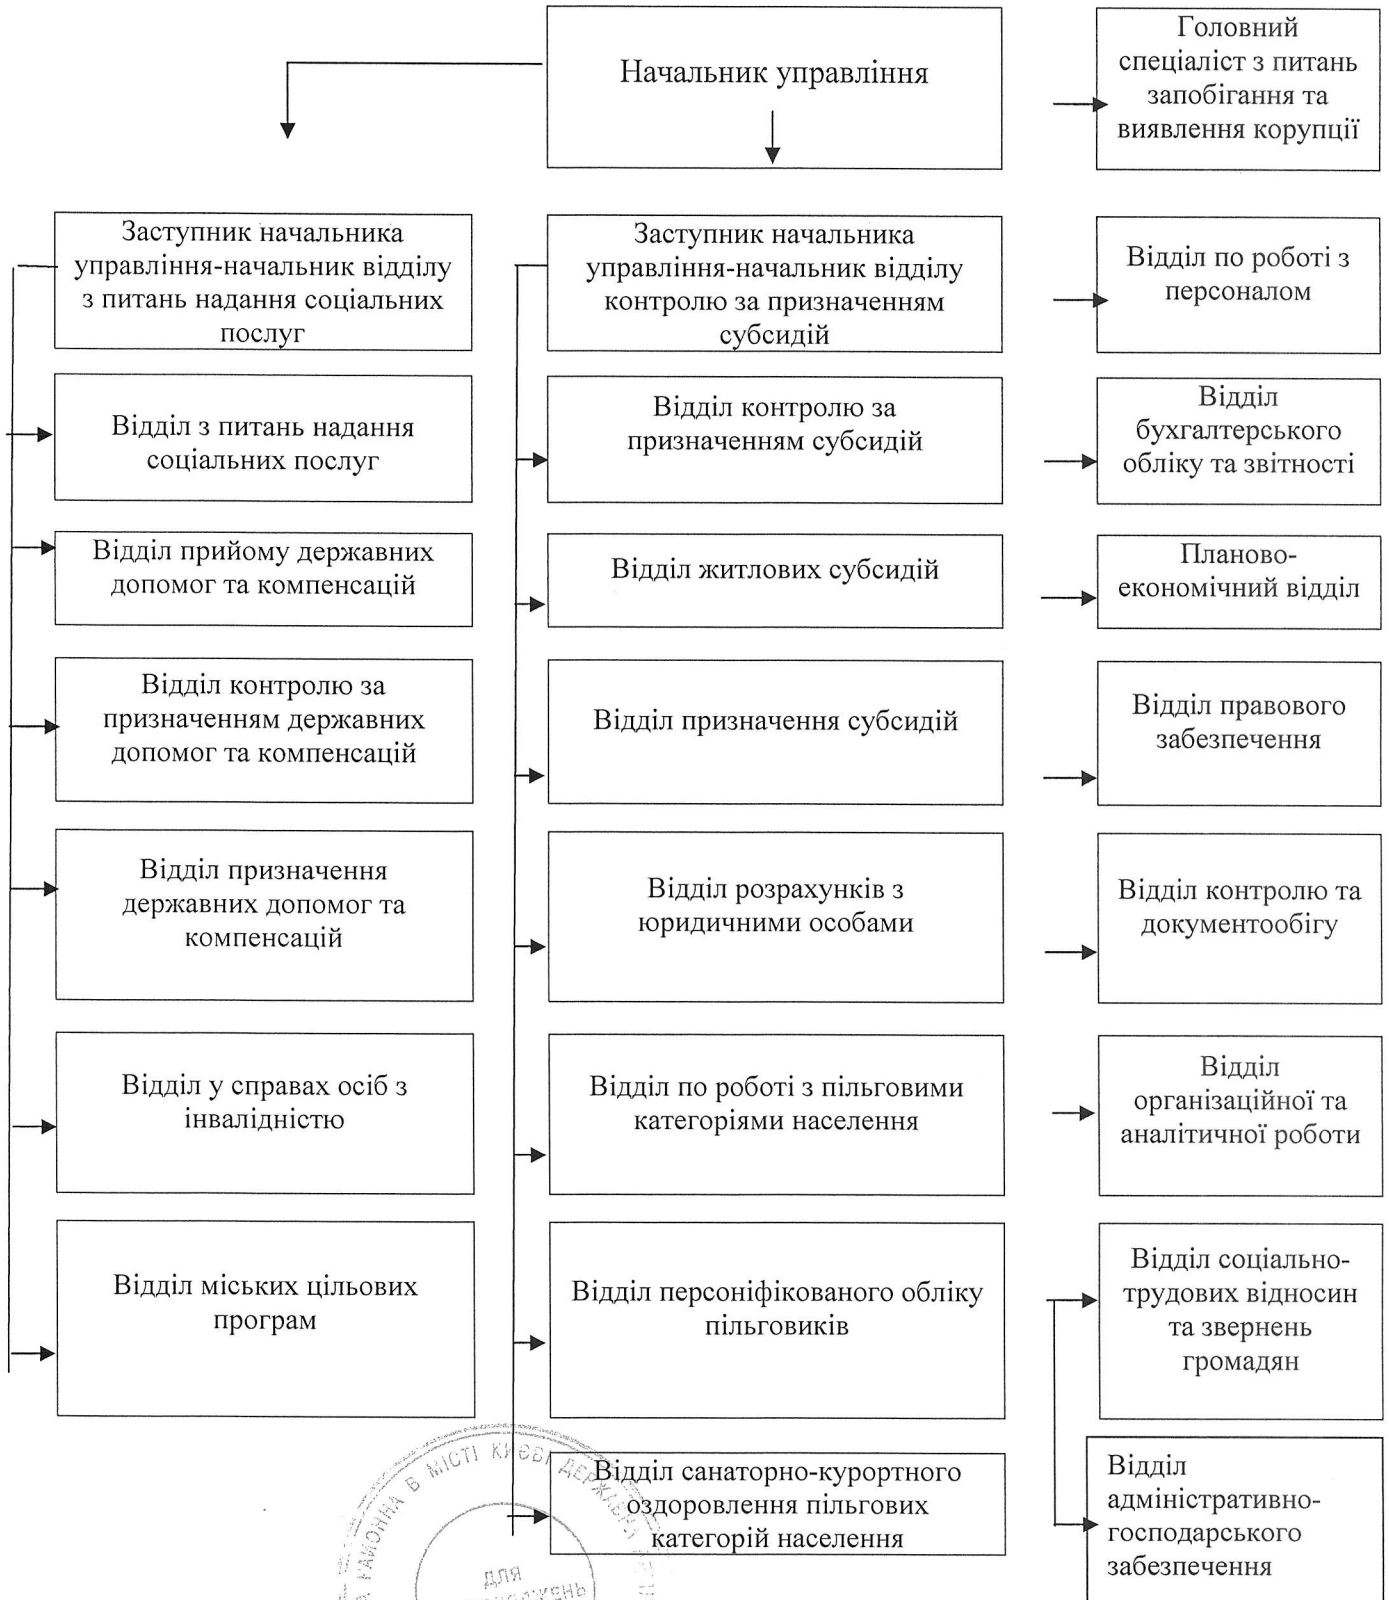 Начальник управління
Головний
спеціаліст з питань
запобігання та
виявлення корупції
Заступник начальника
управління-начальник відділу
з питань надання соціальних
послуг
Заступник начальника
управління-начальник відділу
контролю за призначенням
субсидій
Відділ по роботі з
персоналом
Відділ з питань надання
соціальних послуг
Відділ контролю за
призначенням субсидій
Відділ
бухгалтерського
обліку та звітності
Відділ прийому державних
допомог та компенсацій
Відділ житлових субсидій
Планово-
економічний відділ
Відділ контролю за
призначенням державних
допомог та компенсацій
Відділ призначення субсидій
Відділ правового
забезпечення
Відділ призначення
державних допомог та
компенсацій
Відділ розрахунків з
юридичними особами
Відділ контролю та
документообігу
Відділ у справах осіб з
інвалідністю
Відділ по роботі з пільговими
категоріями населення
Відділ
організаційної та
аналітичної роботи
Відділ міських цільових
програм
Відділ персоніфікованого обліку
пільговиків
Відділ соціально-
трудових відносин
та звернень
громадян
Відділ санаторно-курортного
оздоровлення пільгових
категорій населення
Відділ
адміністративно-
господарського
забезпечення
РАЙОННА В МІСТІ КИЄВІ
ДЛЯ